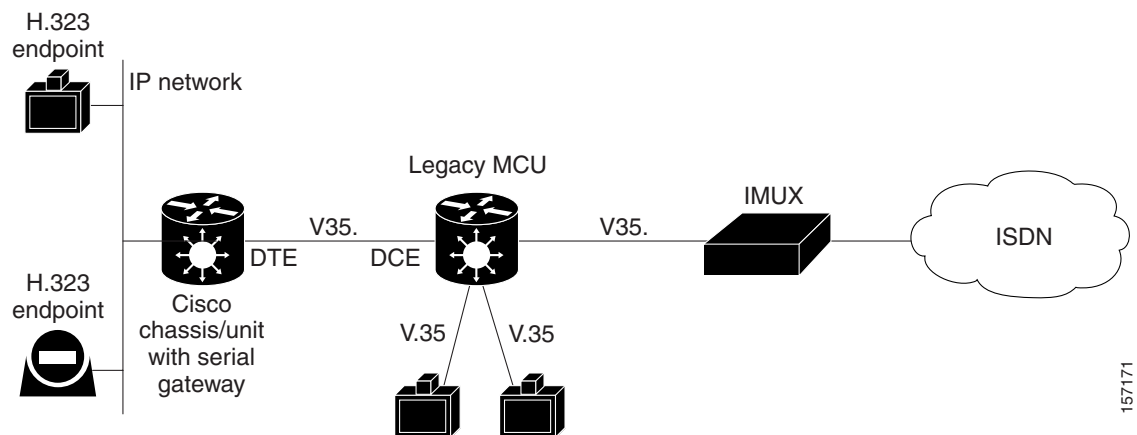 H.323
endpoint
IP network
Legacy MCU
IMUX
V35.
V35.
ISDN
DTE
DCE
H.323
endpoint
Cisco
chassis/unit
with serial
gateway
V.35
V.35
157171